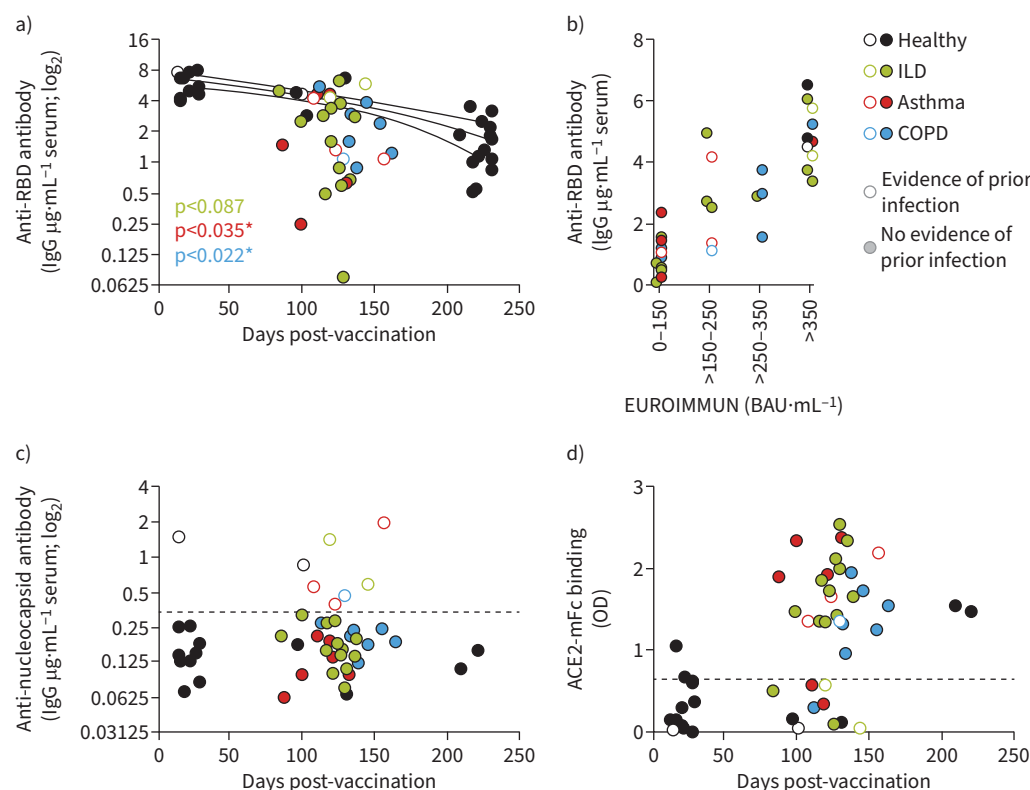 a)
Anti-RBD antibody
(IgG µg·mL⁻¹ serum; log₂)
16
8
4
2
1
0.5
0.25
0.125
0.0625
p<0.087
p<0.035*
p<0.022*
0
50
100
150
200
250
Days post-vaccination
b)
Anti-RBD antibody
(IgG µg·mL⁻¹ serum)
8
6
4
2
0
0–150
>150–250
>250–350
>350
EUROIMMUN (BAU·mL⁻¹)
Healthy
ILD
Asthma
COPD
Evidence of prior
infection
No evidence of
prior infection
c)
Anti-nucleocapsid antibody
(IgG µg·mL⁻¹ serum; log₂)
4
2
1
0.5
0.25
0.125
0.0625
0.03125
0
50
100
150
200
250
Days post-vaccination
d)
ACE2-mFc binding
(OD)
3
2
1
0
0
50
100
150
200
250
Days post-vaccination